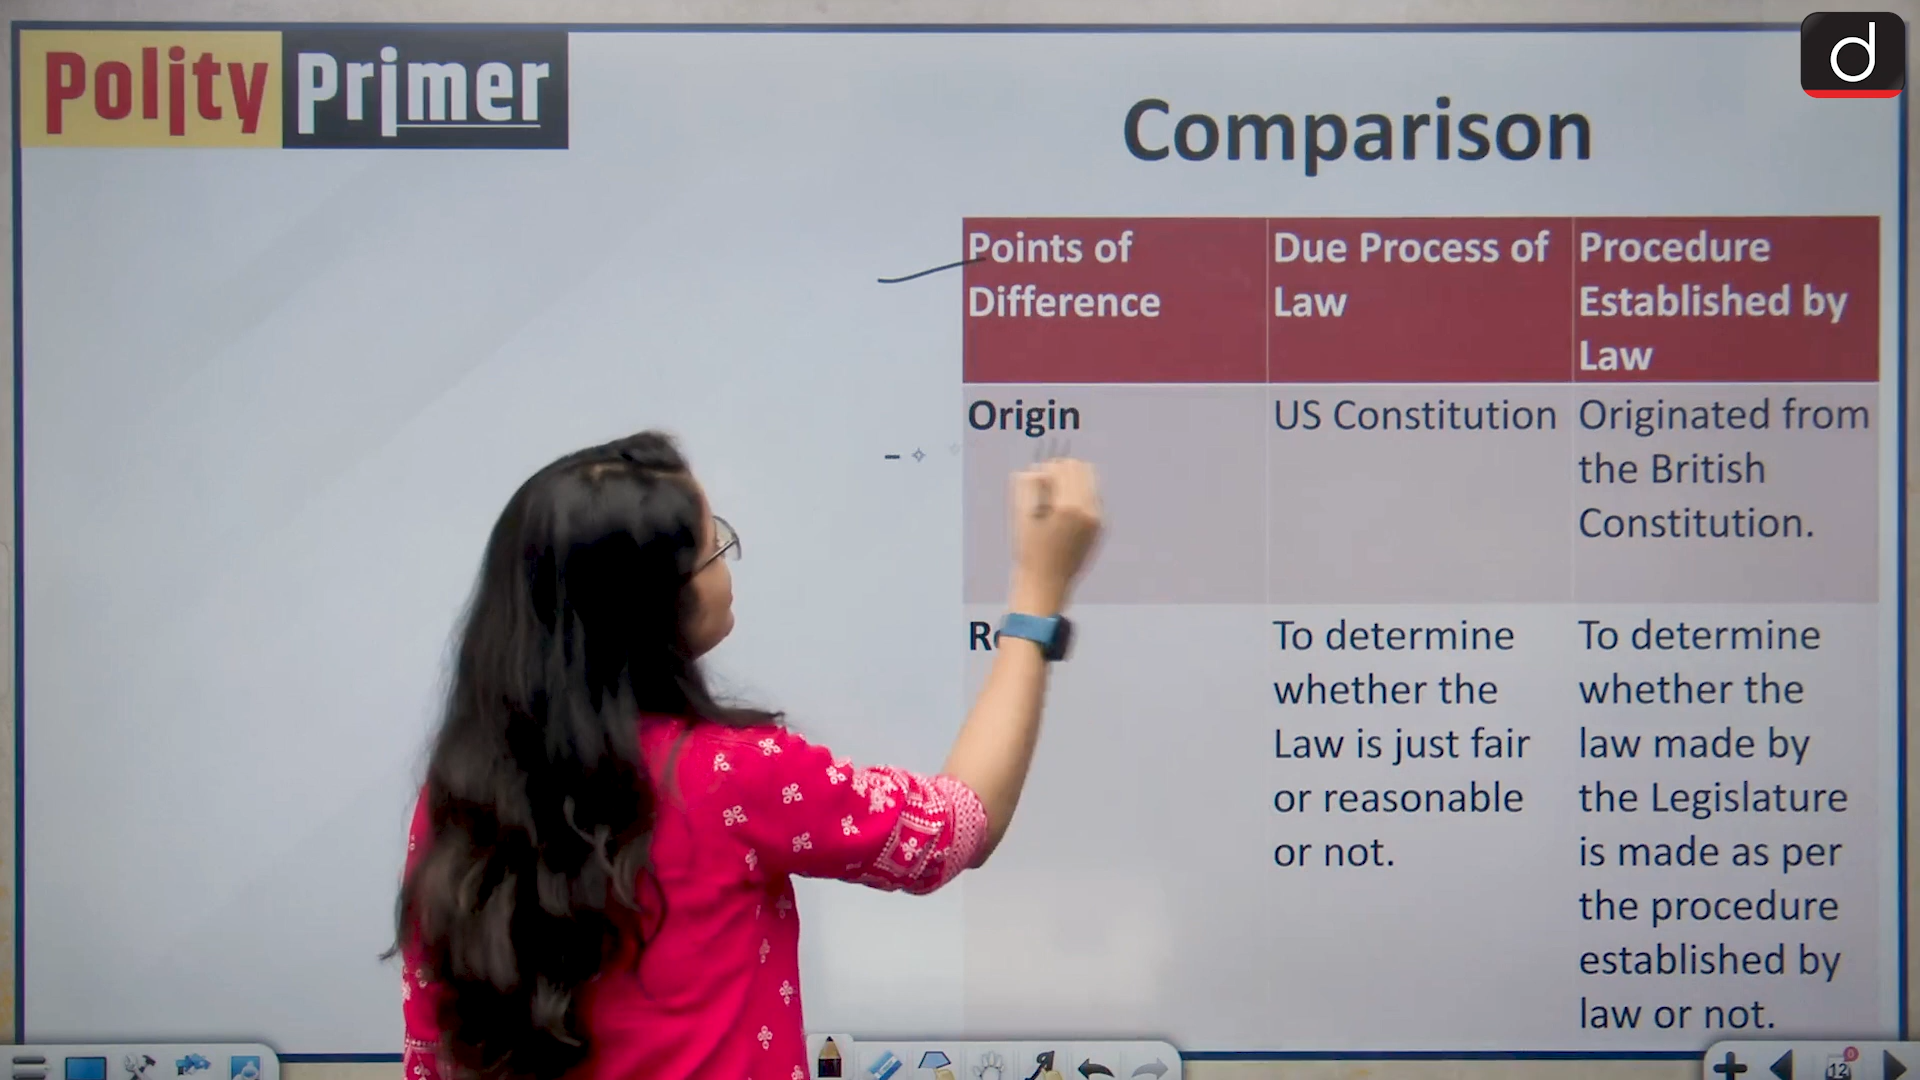 Polity Primer
d
Comparison
Points of
Difference
Due Process of
Law
Procedure
Established by
Law
Origin
US Constitution
Originated from
the British
Constitution.
To determine
whether the
Law is just fair
or reasonable
or not.
To determine
whether the
law made by
the Legislature
is made as per
the procedure
established by
law or not.
12
0